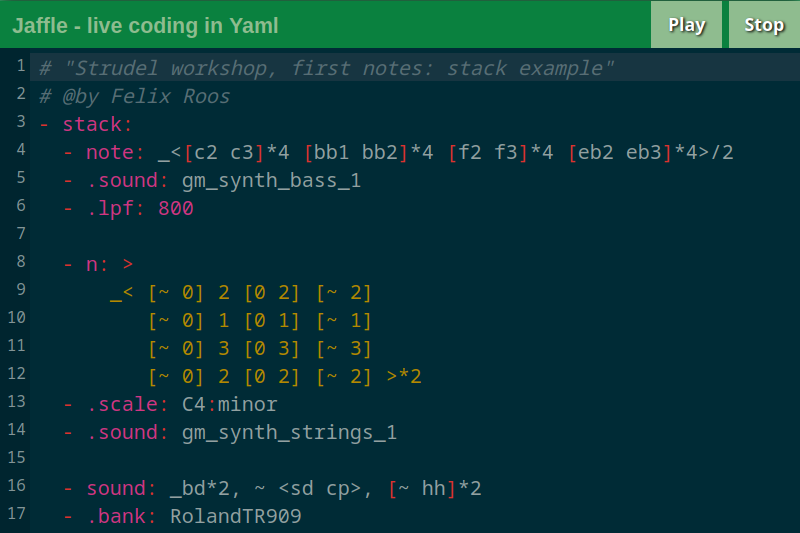 Jaffle - live coding in Yaml Play Stop
1 # "Strudel workshop, first notes: stack example"
2 # @by Felix Roos
3 - stack:
4 - note: _<[c2 c3]*4 [bb1 bb2]*4 [f2 f3]*4 [eb2 eb3]*4>/2
5 - .sound: gm_synth_bass_1
6 - .lpf: 800
7
8 - n: >
9 _< [~ 0] 2 [0 2] [~ 2]
10 [~ 0] 1 [0 1] [~ 1]
11 [~ 0] 3 [0 3] [~ 3]
12 [~ 0] 2 [0 2] [~ 2] >*2
13 - .scale: C4:minor
14 - .sound: gm_synth_strings_1
15
16 - sound: _bd*2, ~ <sd cp>, [~ hh]*2
17 - .bank: RolandTR909